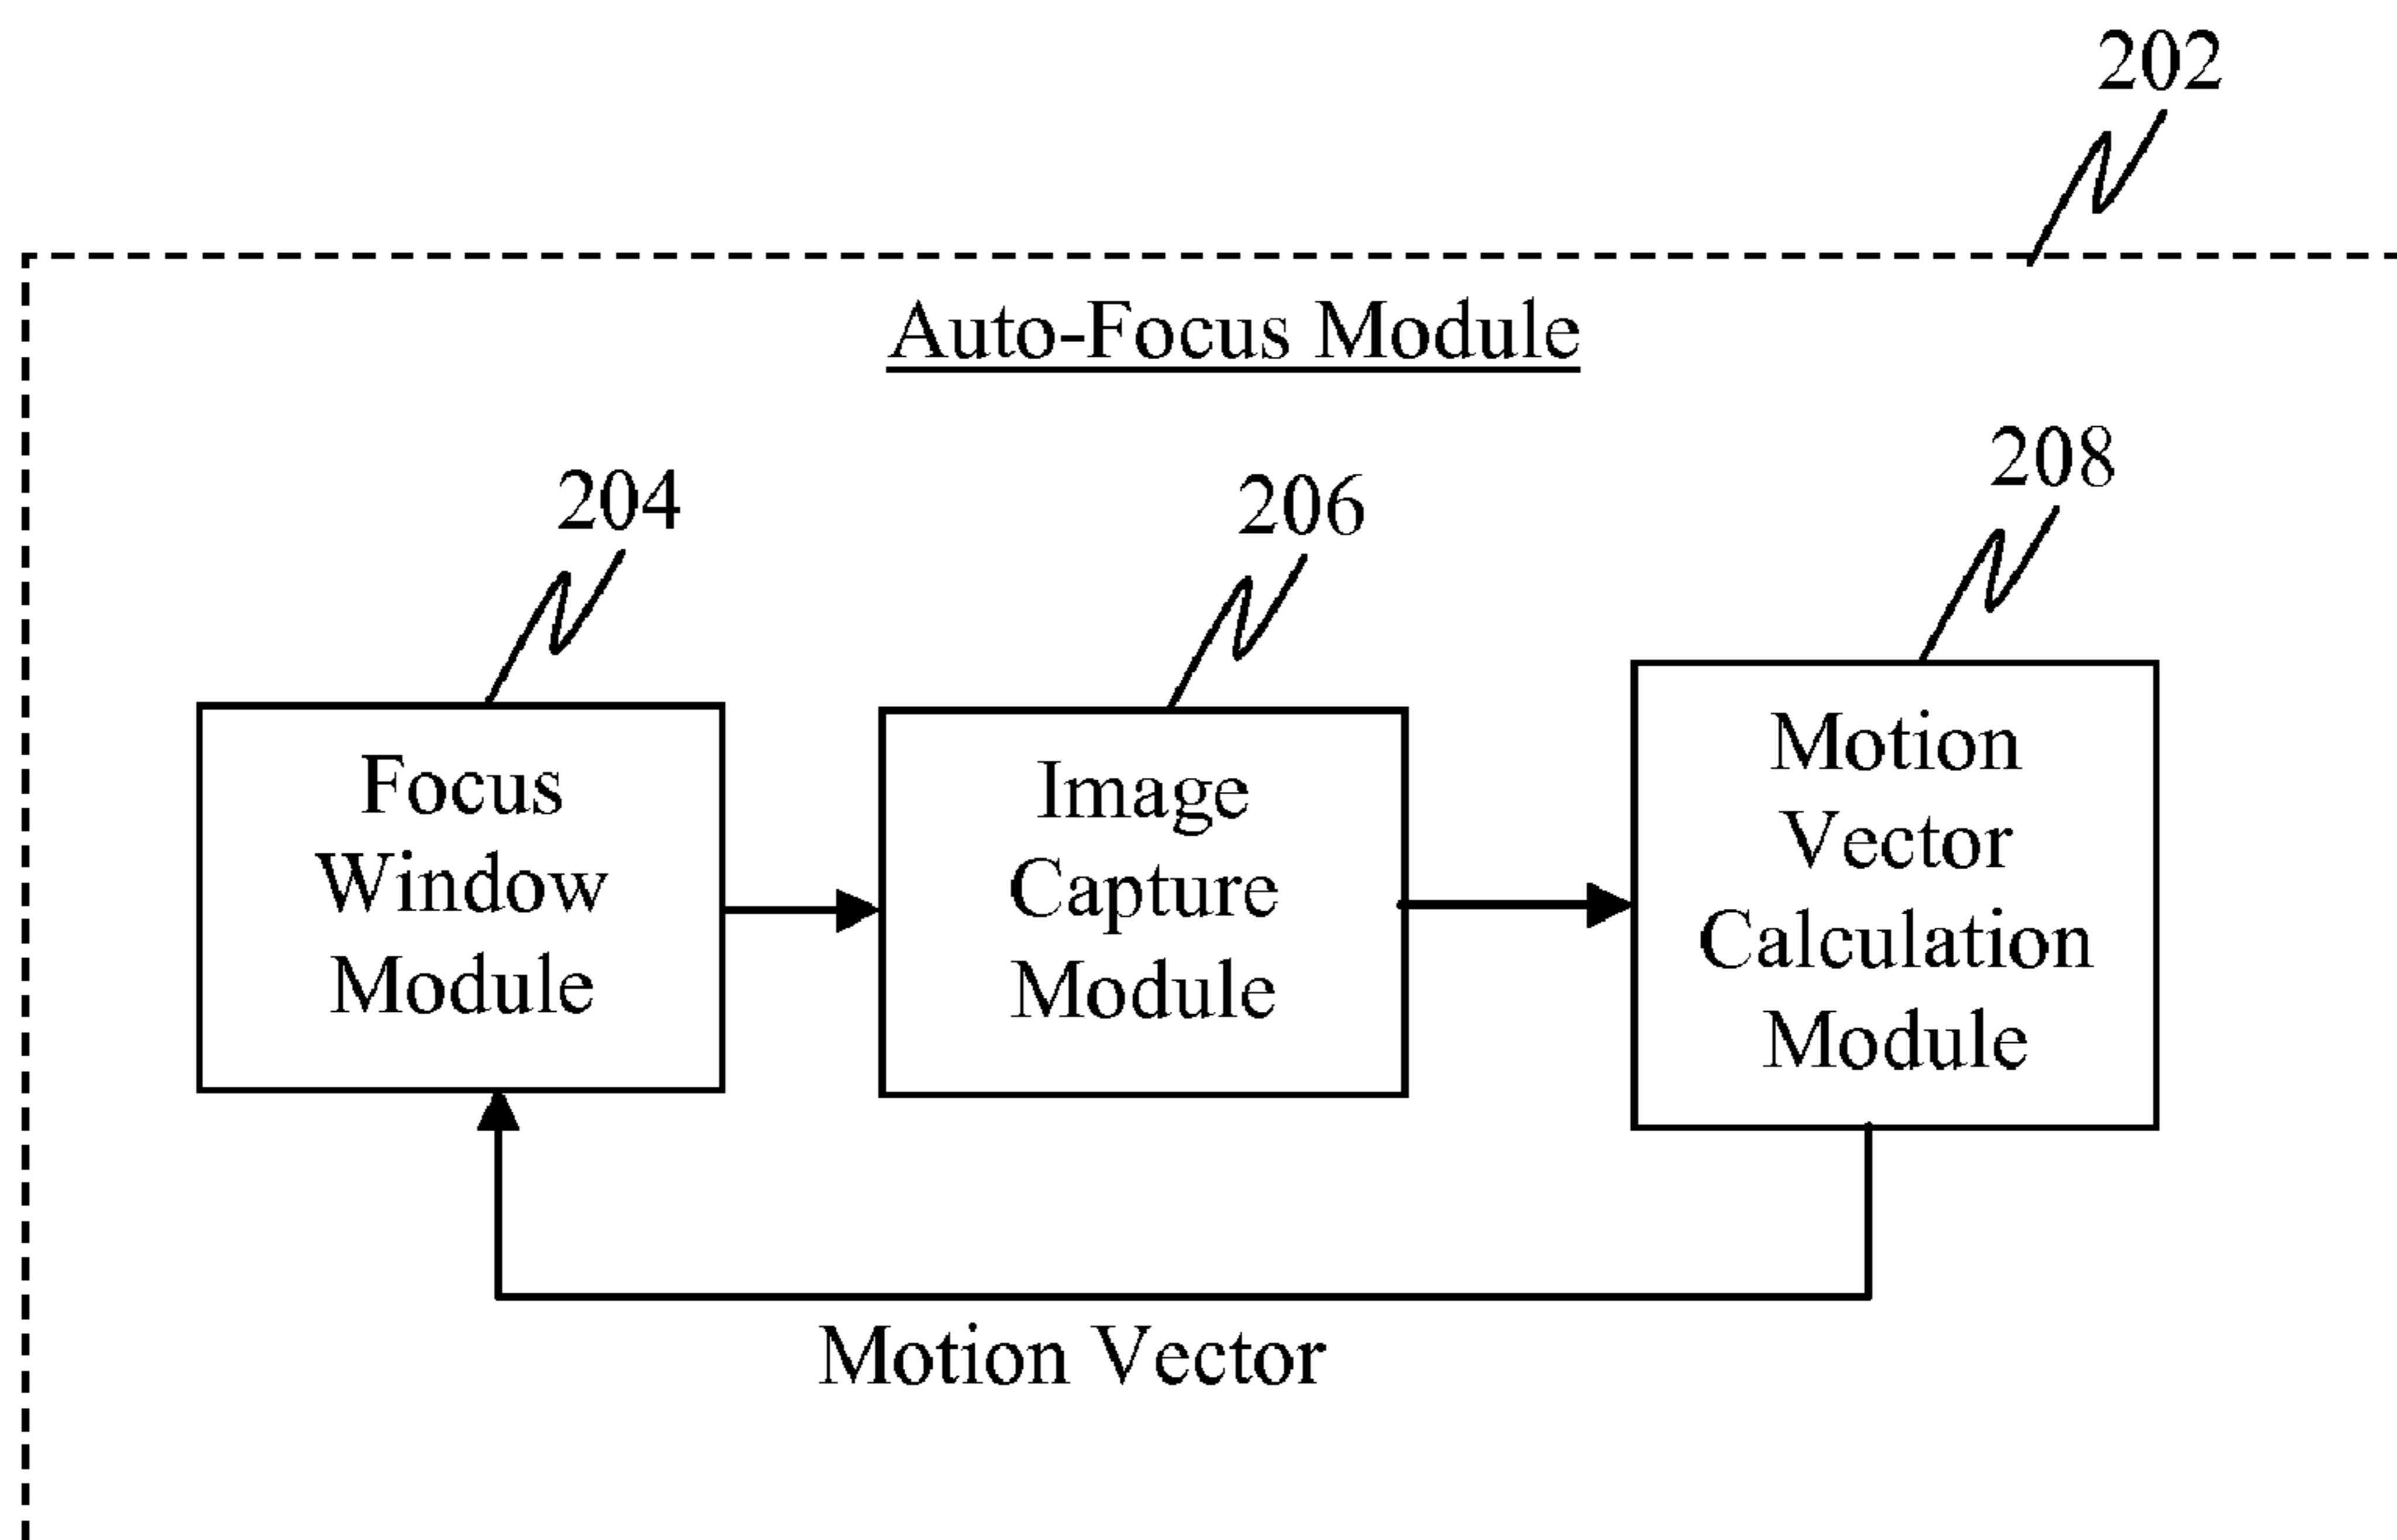 202
Auto-Focus Module
204
206
208
Focus
Window
Module
Image
Capture
Module
Motion
Vector
Calculation
Module
Motion Vector